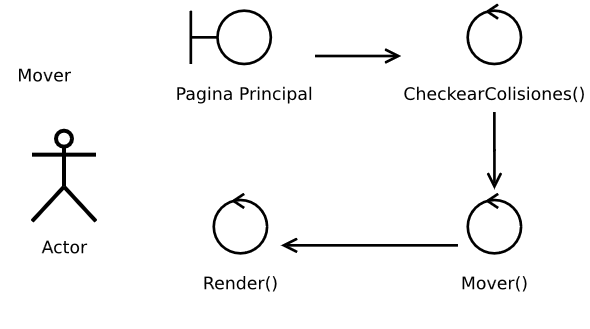 Mover
Pagina Principal
CheckearColisiones()
Actor
Render()
Mover()